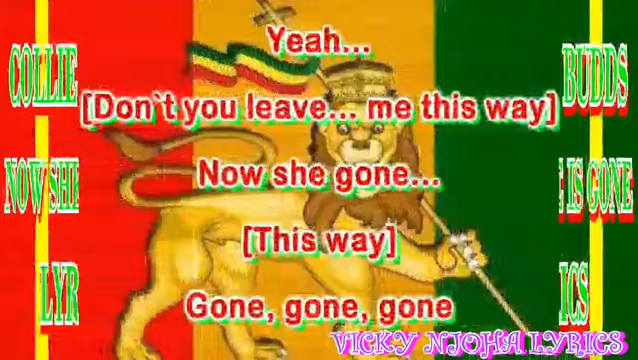 Yeah...
COLLIE BUDDS
[Don`t you leave... me this way]
Now she gone...
NOW SHE IS GONE
[This way]
LYR ICS
Gone, gone, gone
VICKY NJOHA LYRICS